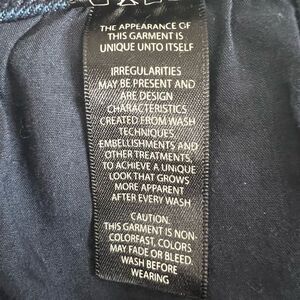 THE APPEARANCE OF
THIS GARMENT IS
UNIQUE UNTO ITSELF
IRREGULARITIES
MAY BE PRESENT AND
ARE DESIGN
CHARACTERISTICS
CREATED FROM WASH
TECHNIQUES,
EMBELLISHMENTS AND
OTHER TREATMENTS,
TO ACHIEVE A UNIQUE
LOOK THAT GROWS
MORE APPARENT
AFTER EVERY WASH
CAUTION:
THIS GARMENT IS NON-
COLORFAST, COLORS
MAY FADE OR BLEED.
WASH BEFORE
WEARING